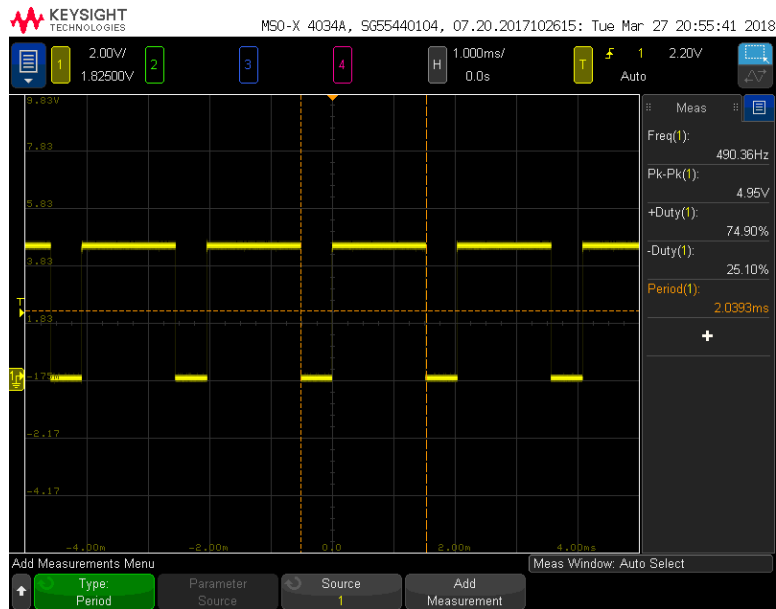 KEYSIGHT
TECHNOLOGIES
MSO-X 4034A, SG55440104, 07.20.2017102615: Tue Mar 27 20:55:41 2018
1
2.00V/
1.82500V
2
3
4
H
1.000ms/
0.0s
T
1
2.20V
Auto
9.83V
7.83
5.83
3.83
T
1.83
-2.17
-4.17
-4.00m
-2.00m
0.0
2.00m
4.00ms
Meas
Freq(1):
490.36Hz
Pk-Pk(1):
4.95V
+Duty(1):
74.90%
-Duty(1):
25.10%
Period(1):
2.0393ms
+
Add Measurements Menu
Meas Window: Auto Select
Type:
Period
Parameter
Source
Source
1
Add
Measurement